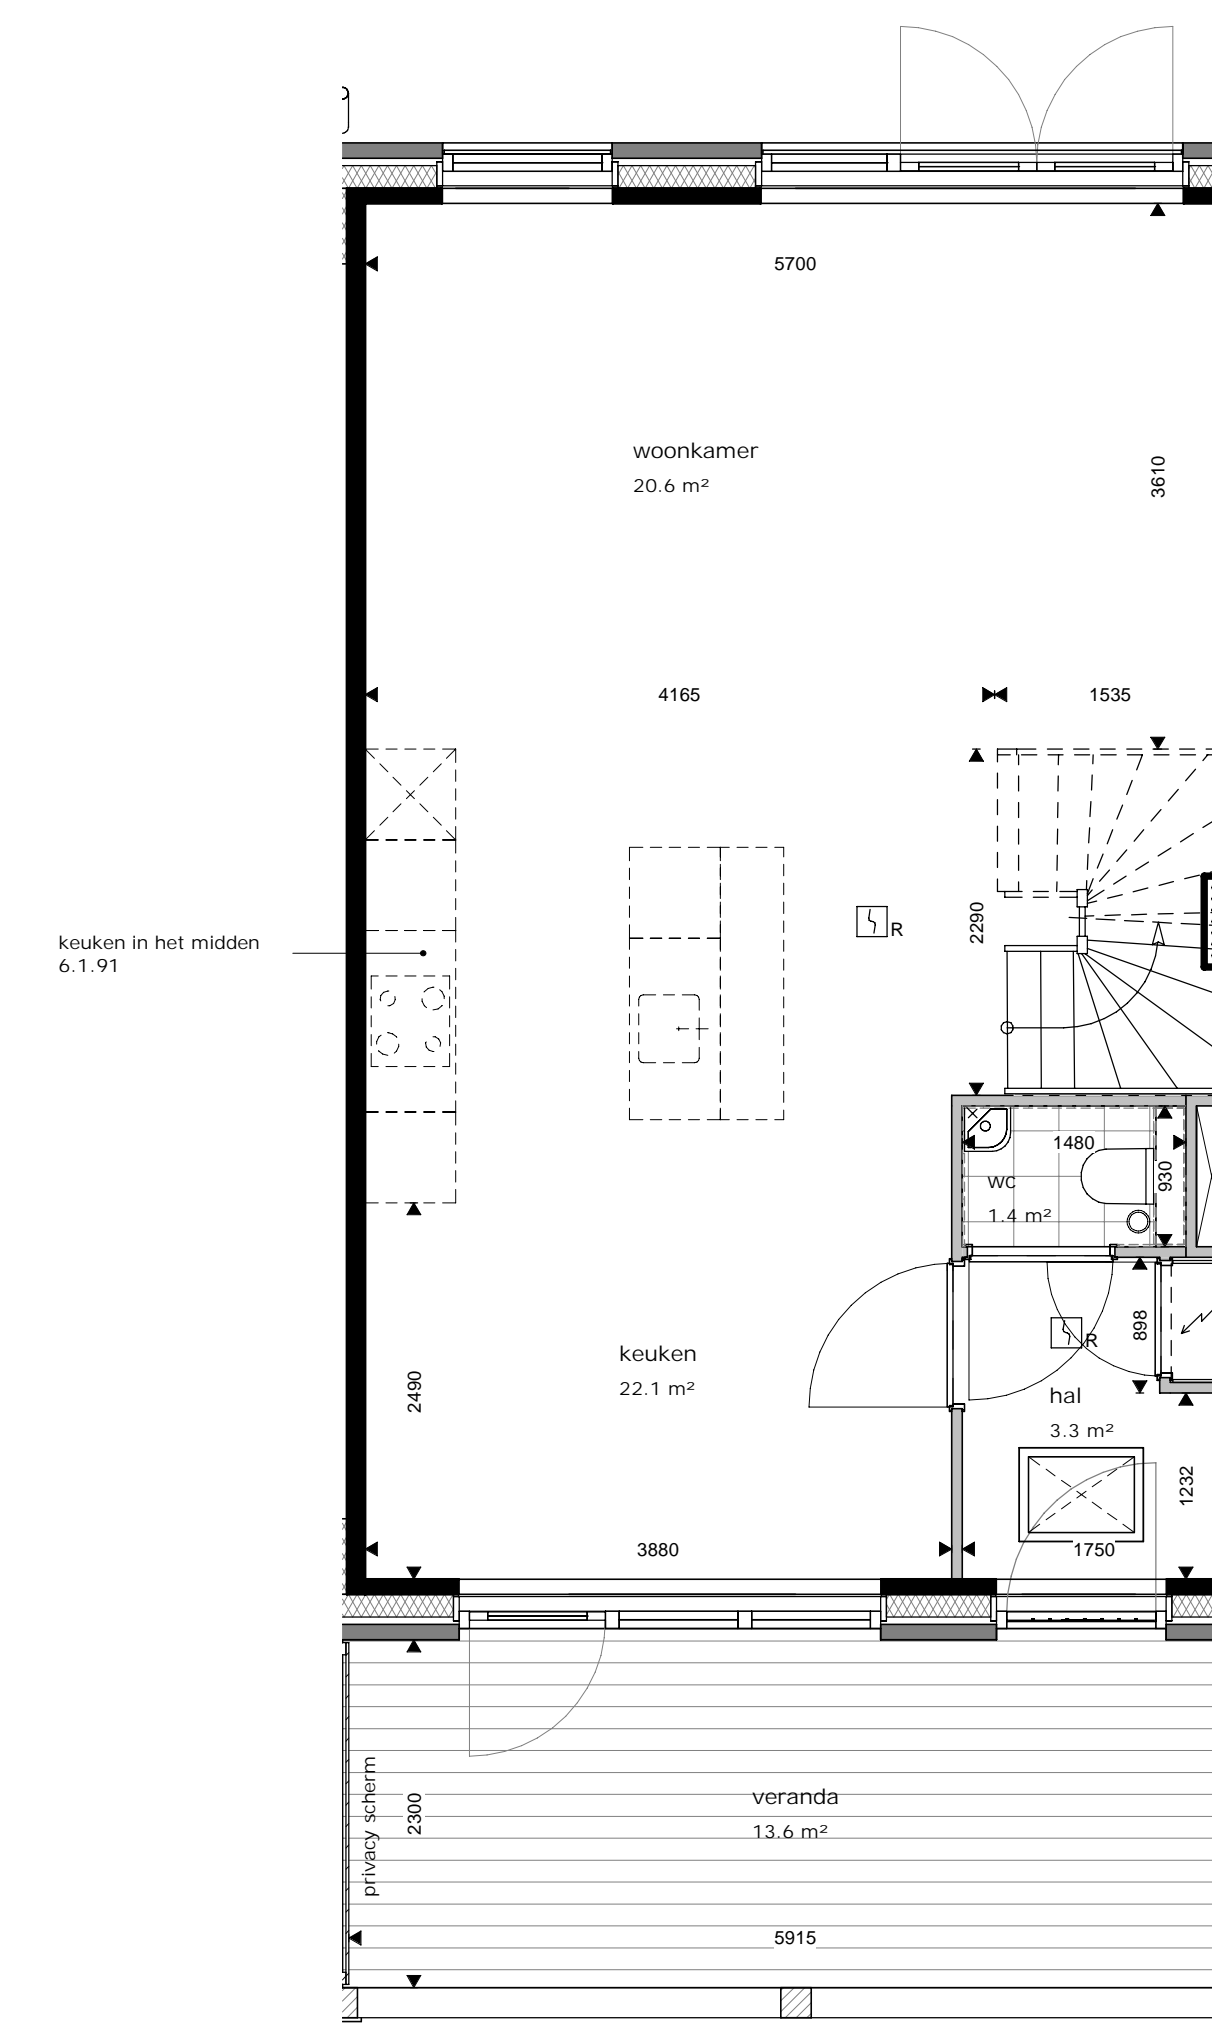 5700
woonkamer
20.6 m²
3610
4165
1535
keuken in het midden
6.1.91
R
2290
1480
930
wc
1.4 m²
898
R
keuken
22.1 m²
2490
hal
3.3 m²
1232
3880
1750
privacy scherm
2300
veranda
13.6 m²
5915